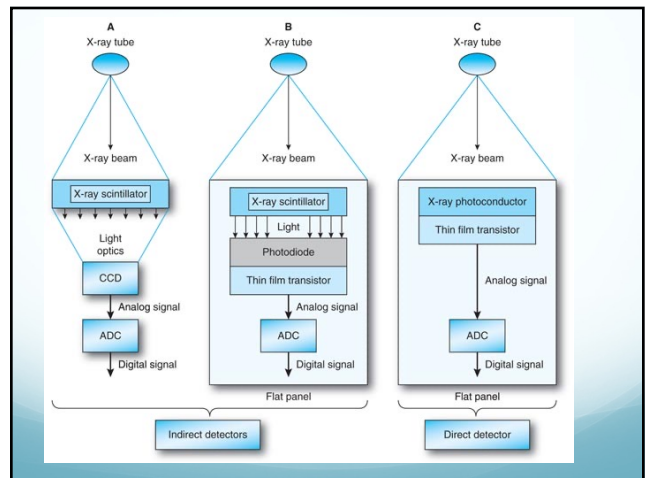 A
X-ray tube
X-ray beam
X-ray scintillator
Light
optics
CCD
Analog signal
ADC
Digital signal
B
X-ray tube
X-ray beam
X-ray scintillator
Light
Photodiode
Thin film transistor
Analog signal
ADC
Digital signal
Flat panel
Indirect detectors
C
X-ray tube
X-ray beam
X-ray photoconductor
Thin film transistor
Analog signal
ADC
Digital signal
Flat panel
Direct detector